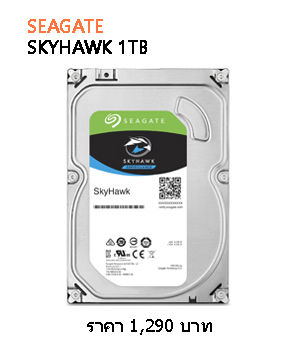 SEAGATE
SKYHAWK 1TB
SEAGATE
SKYHAWK
SkyHawk
ราคา 1,290 บาท